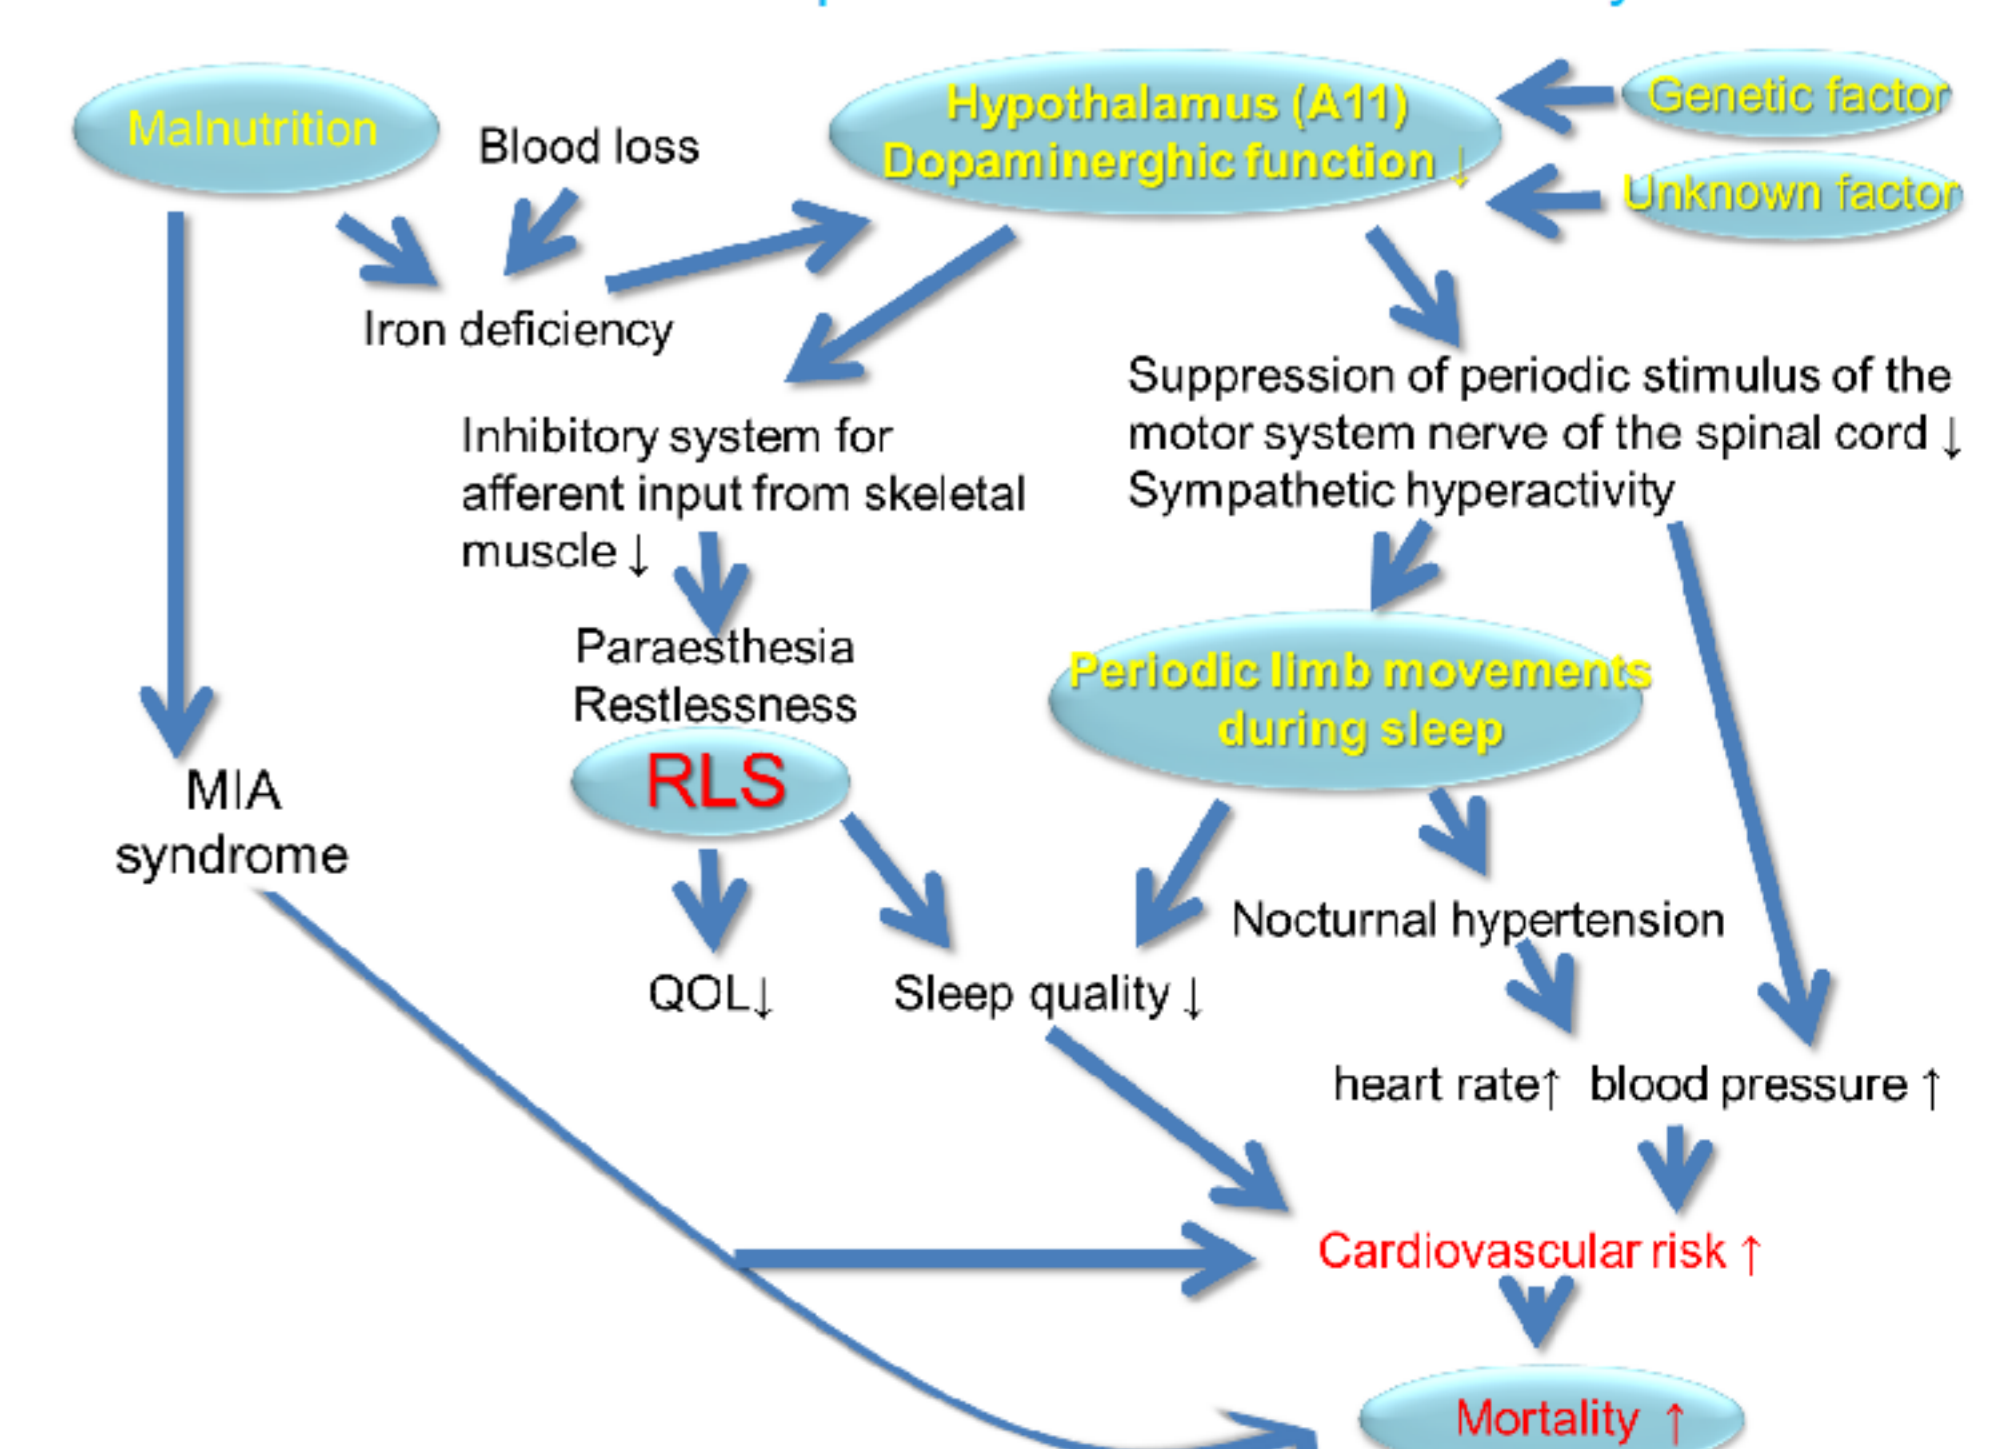 Malnutrition
Blood loss
Hypothalamus (A11)
Dopaminerghic function ↓
Genetic factor
Unknown factor
Iron deficiency
Inhibitory system for
afferent input from skeletal
muscle ↓
Suppression of periodic stimulus of the
motor system nerve of the spinal cord ↓
Sympathetic hyperactivity
Paraesthesia
Restlessness
RLS
Periodic limb movements
during sleep
MIA
syndrome
Nocturnal hypertension
QOL↓
Sleep quality ↓
heart rate↑ blood pressure ↑
Cardiovascular risk ↑
Mortality ↑